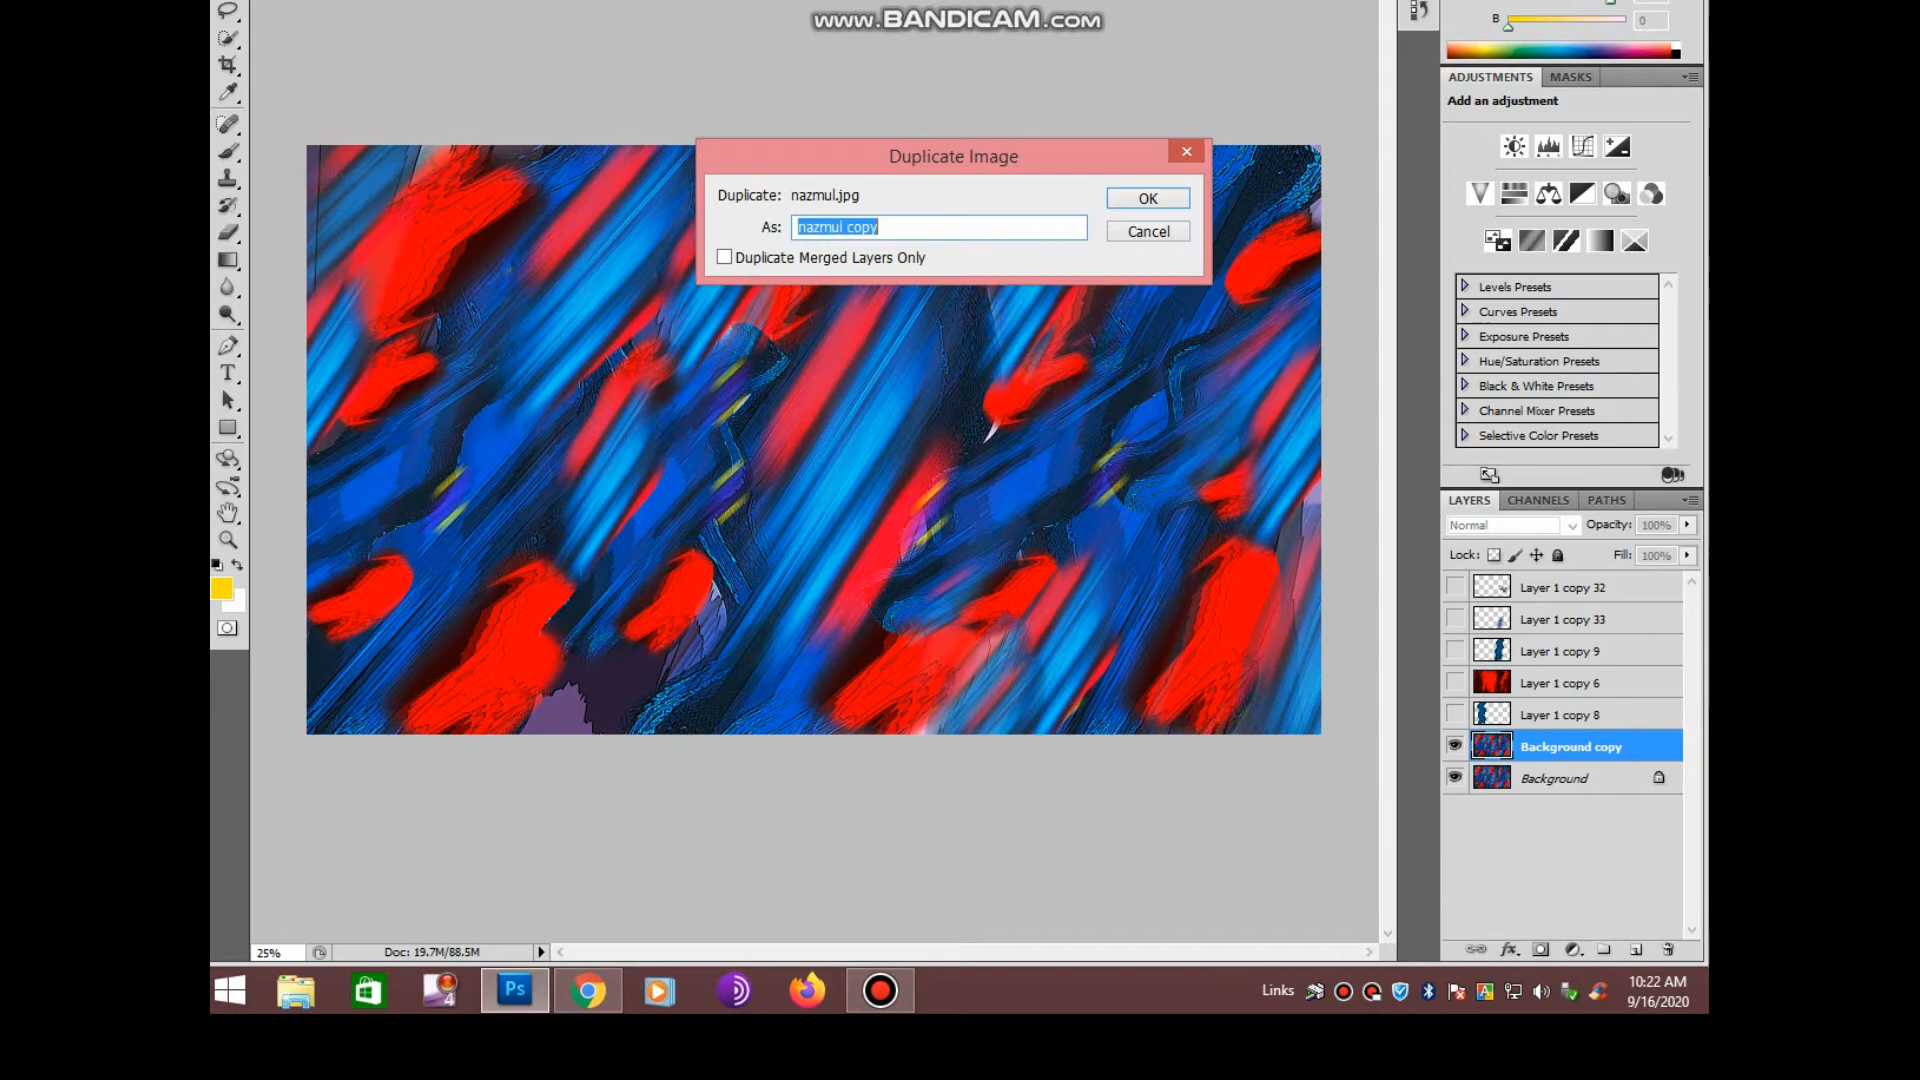 www.BANDICAM.com
B
0
ADJUSTMENTS
MASKS
Add an adjustment
Duplicate Image
Duplicate: nazmul.jpg
OK
As: nazmul copy
Cancel
Duplicate Merged Layers Only
Levels Presets
Curves Presets
Exposure Presets
Hue/Saturation Presets
Black & White Presets
Channel Mixer Presets
Selective Color Presets
LAYERS
CHANNELS
PATHS
Normal
Opacity: 100%
Lock:
Fill: 100%
Layer 1 copy 32
Layer 1 copy 33
Layer 1 copy 9
Layer 1 copy 6
Layer 1 copy 8
Background copy
Background
T
fx
25%
Doc: 19.7M/88.5M
4
Ps
Links
A
10:22 AM
9/16/2020